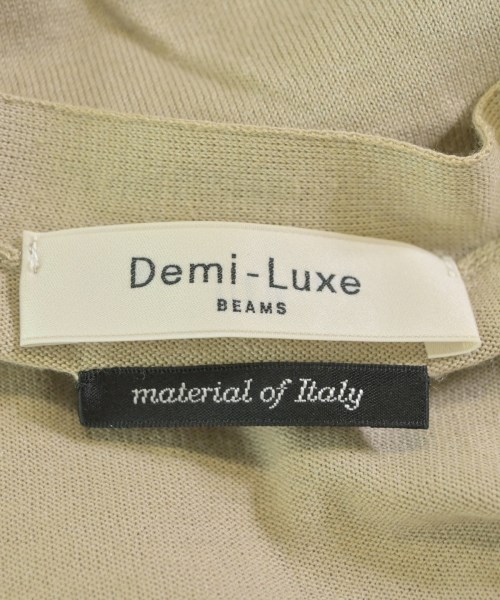 Demi-Luxe
BEAMS
material of Italy